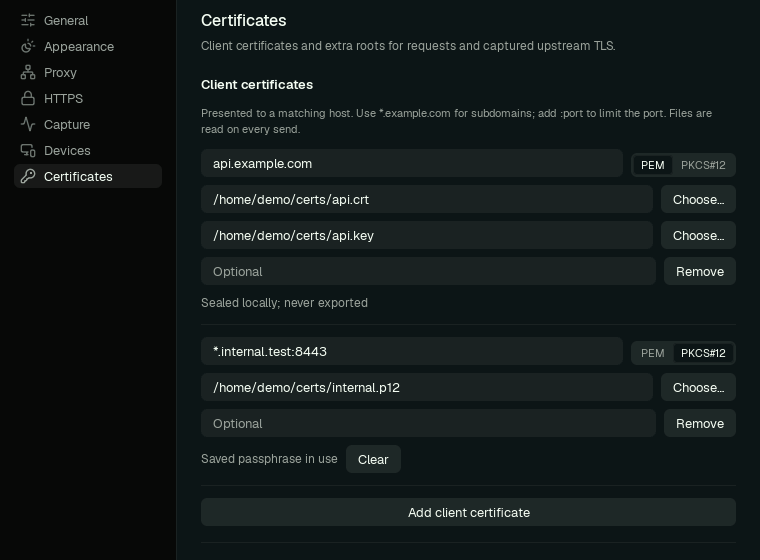 General
Appearance
Proxy
HTTPS
Capture
Devices
Certificates
Certificates
Client certificates and extra roots for requests and captured upstream TLS.
Client certificates
Presented to a matching host. Use *.example.com for subdomains; add :port to limit the port. Files are
read on every send.
api.example.com PEM PKCS#12
/home/demo/certs/api.crt Choose...
/home/demo/certs/api.key Choose...
Optional Remove
Sealed locally; never exported
*.internal.test:8443 PEM PKCS#12
/home/demo/certs/internal.p12 Choose...
Optional Remove
Saved passphrase in use Clear
Add client certificate